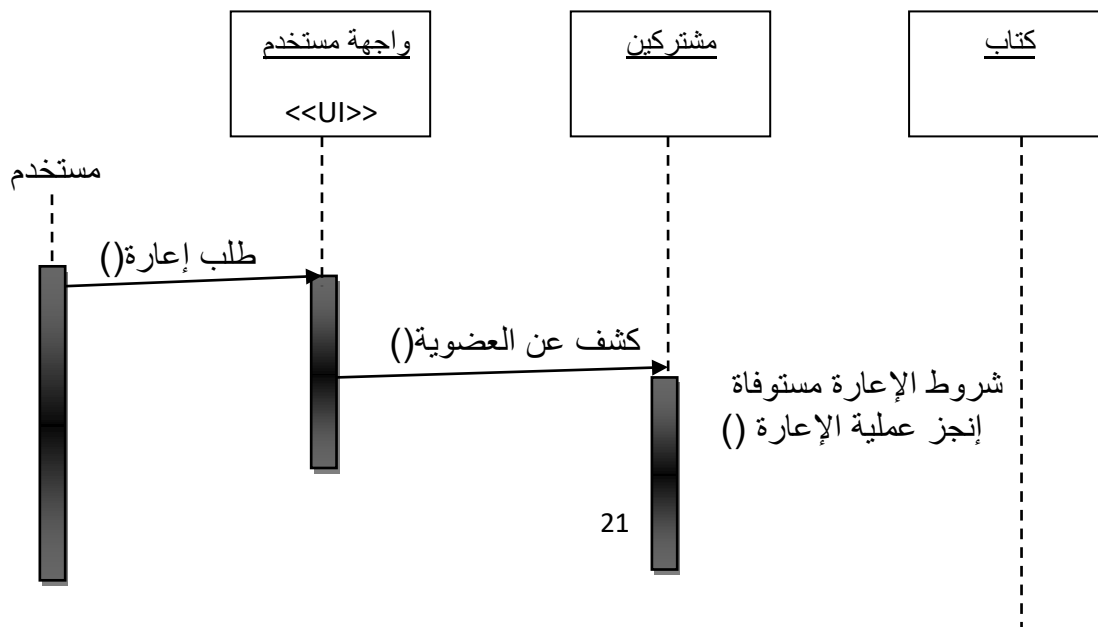 واجهة مستخدم
<<UI>>
مشتركين
كتاب
مستخدم
طلب إعارة()
كشف عن العضوية()
شروط الإعارة مستوفاة
إنجز عملية الإعارة ()
21